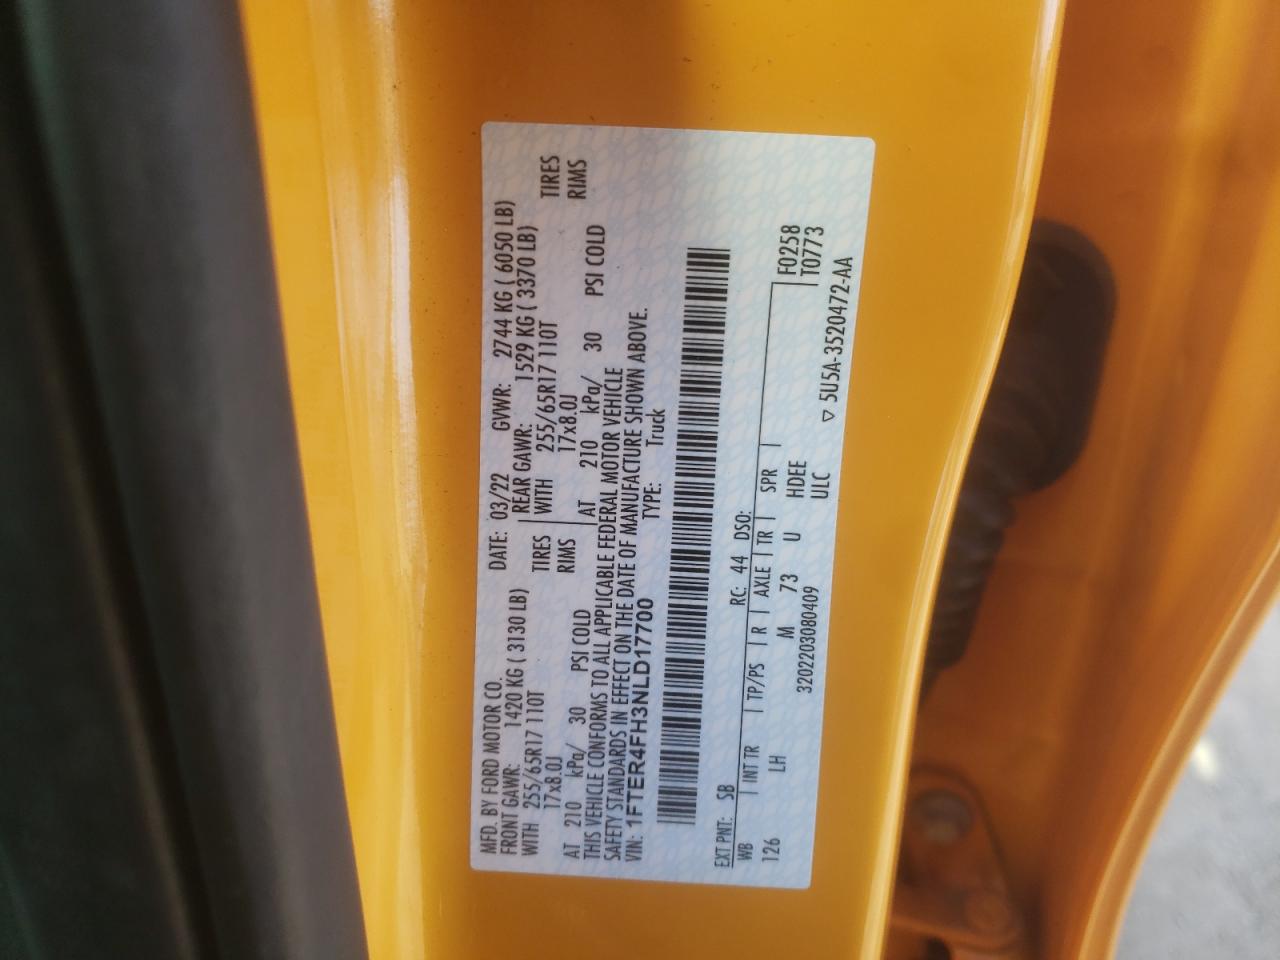 MFD. BY FORD MOTOR CO.
DATE: 03/22 GVWR: 2744 KG ( 6050 LB)
FRONT GAWR: 1420 KG ( 3130 LB) REAR GAWR: 1529 KG ( 3370 LB)
WITH 255/65R17 110T TIRES WITH 255/65R17 110T TIRES
17x8.0J RIMS 17x8.0J RIMS
AT 210 kPa/ 30 PSI COLD AT 210 kPa/ 30 PSI COLD
THIS VEHICLE CONFORMS TO ALL APPLICABLE FEDERAL MOTOR VEHICLE
SAFETY STANDARDS IN EFFECT ON THE DATE OF MANUFACTURE SHOWN ABOVE.
VIN: 1FTER4FH3NLD17700 TYPE: Truck
EXT PNT: SB RC: 44 DSO:
WB INT TR TP/PS R AXLE TR SPR F0258
126 LH M 73 U HDEE T0773
3202203080409 ULC
▽ 5U5A-3520472-AA